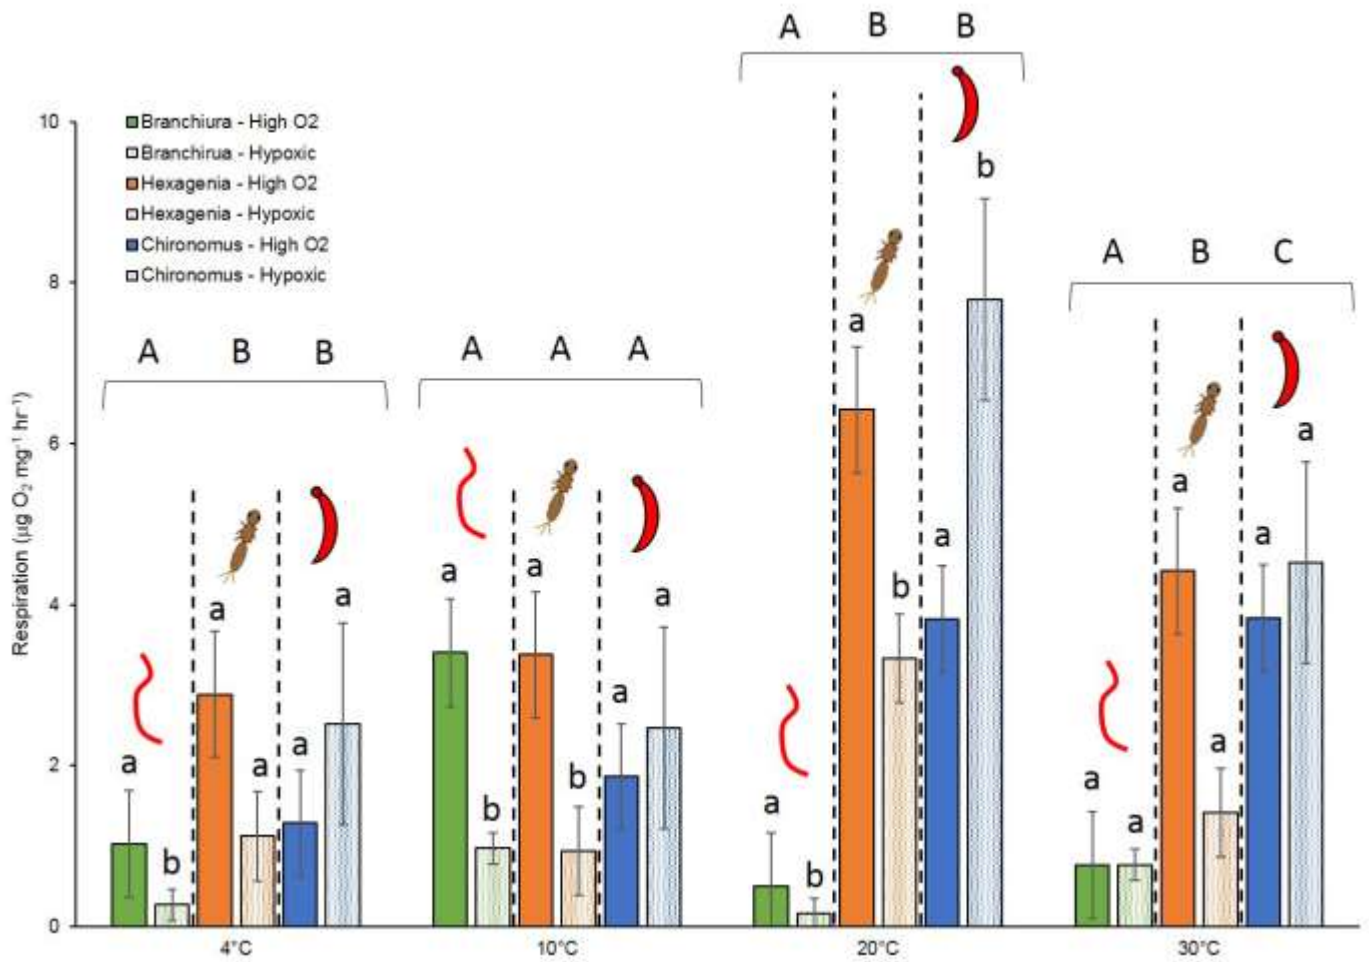 A B B
10
Branchiura - High O2
Branchirua - Hypoxic
Hexagenia - High O2
Hexagenia - Hypoxic
Chironomus - High O2
Chironomus - Hypoxic
b
A B C
8
a
A B B
A A A
a
6
a
a
a
a
a
a
a
b
Respiration (µg O₂ mg⁻¹ hr⁻¹)
4
a
a
a
a
a
2
a
b
b
a
a
b
b
0
4°C
10°C
20°C
30°C